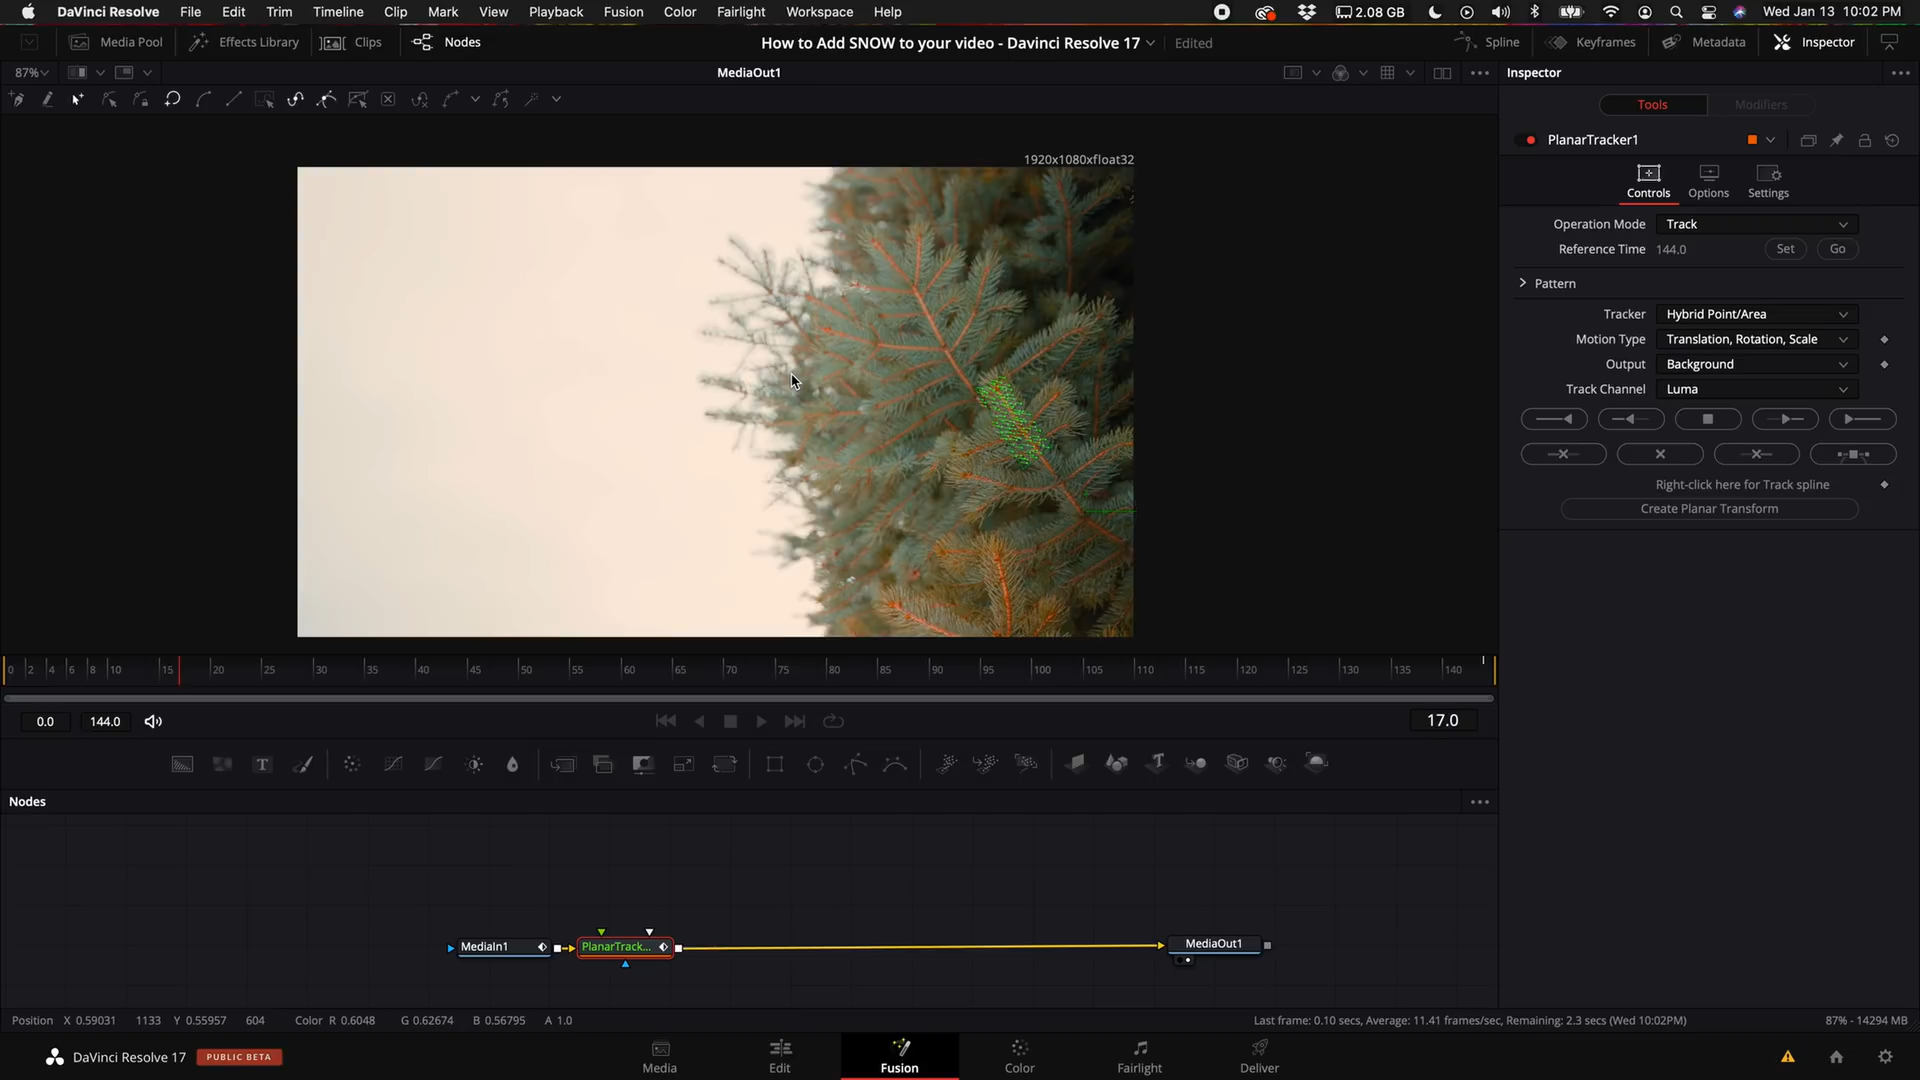 DaVinci Resolve File Edit Trim Timeline Clip Mark View Playback Fusion Color Fairlight Workspace Help 2.08 GB Wed Jan 13 10:02 PM
Media Pool Effects Library Clips Nodes How to Add SNOW to your video - Davinci Resolve 17 Edited Spline Keyframes Metadata Inspector
87% MediaOut1 Inspector
Tools Modifiers
PlanarTracker1
1920x1080xfloat32
Controls Options Settings
Operation Mode Track
Reference Time 144.0 Set Go
Pattern
Tracker Hybrid Point/Area
Motion Type Translation, Rotation, Scale
Output Background
Track Channel Luma
Right-click here for Track spline
Create Planar Transform
0 2 4 6 8 10 15 20 25 30 35 40 45 50 55 60 65 70 75 80 85 90 95 100 105 110 115 120 125 130 135 140
0.0 144.0 17.0
T T
Nodes
MediaIn1 PlanarTrack... MediaOut1
Position X 0.59031 1133 Y 0.55957 604 Color R 0.6048 G 0.62674 B 0.56795 A 1.0 Last frame: 0.10 secs, Average: 11.41 frames/sec, Remaining: 2.3 secs (Wed 10:02PM) 87% - 14294 MB
DaVinci Resolve 17 PUBLIC BETA Media Edit Fusion Color Fairlight Deliver